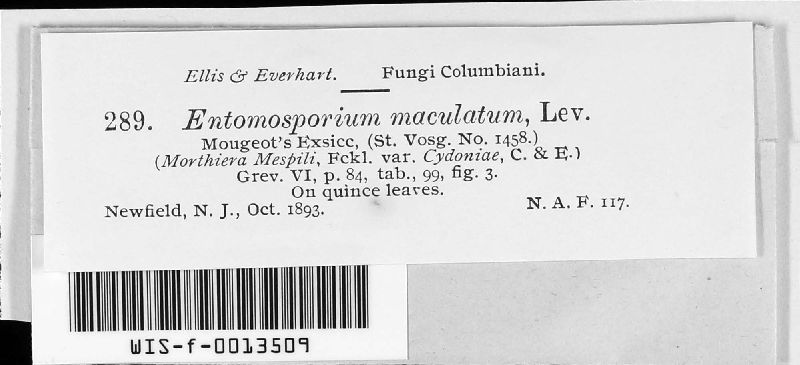 Ellis & Everhart. Fungi Columbiani.
289. Entomosporium maculatum, Lev.
Mougeot's Exsicc, (St. Vosg. No. 1458.)
(Morthiera Mespili, Fckl. var. Cydoniae, C. & E.)
Grev. VI, p. 84, tab., 99, fig. 3.
On quince leaves.
Newfield, N. J., Oct. 1893. N. A. F. 117.
WIS-f-0013509